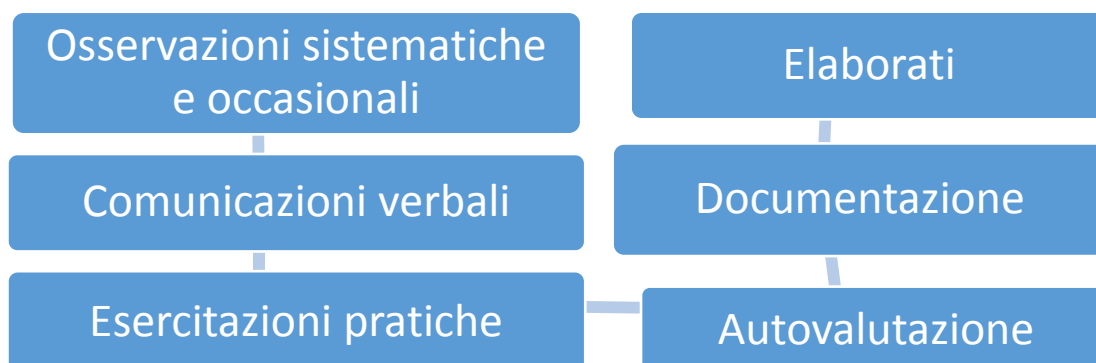 Osservazioni sistematiche
e occasionali
Comunicazioni verbali
Esercitazioni pratiche
Autovalutazione
Documentazione
Elaborati